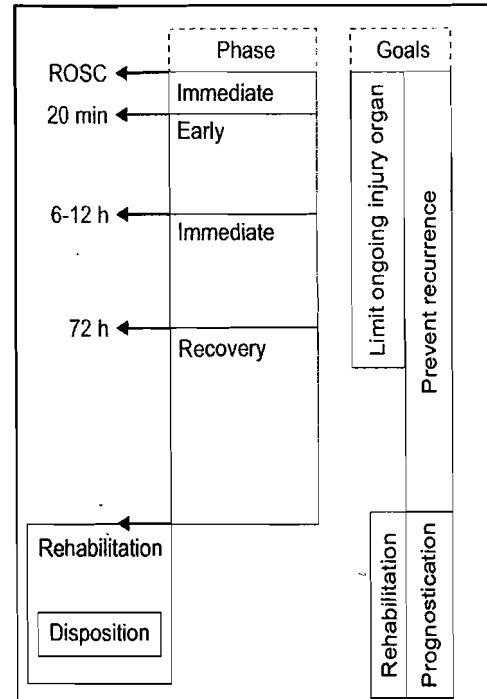 Phase
Goals
ROSC
Immediate
20 min
Early
6-12 h
Immediate
72 h
Recovery
Limit ongoing injury organ
Prevent recurrence
Rehabilitation
Disposition
Rehabilitation
Prognostication